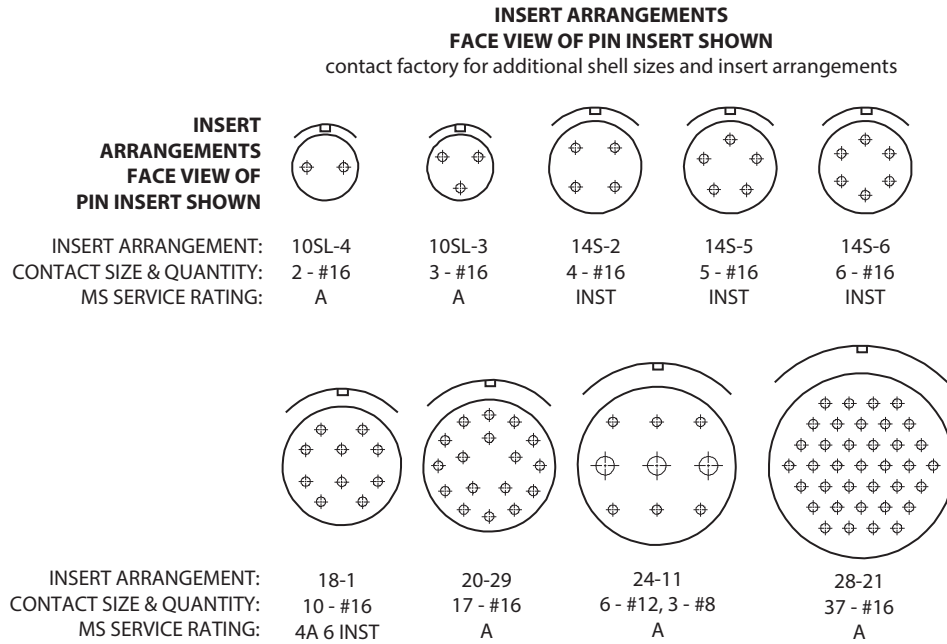 INSERT ARRANGEMENTS
FACE VIEW OF PIN INSERT SHOWN
contact factory for additional shell sizes and insert arrangements
INSERT
ARRANGEMENTS
FACE VIEW OF
PIN INSERT SHOWN
INSERT ARRANGEMENT: 10SL-4 10SL-3 14S-2 14S-5 14S-6
CONTACT SIZE & QUANTITY: 2 - #16 3 - #16 4 - #16 5 - #16 6 - #16
MS SERVICE RATING: A A INST INST INST
INSERT ARRANGEMENT: 18-1 20-29 24-11 28-21
CONTACT SIZE & QUANTITY: 10 - #16 17 - #16 6 - #12, 3 - #8 37 - #16
MS SERVICE RATING: 4A 6 INST A A A